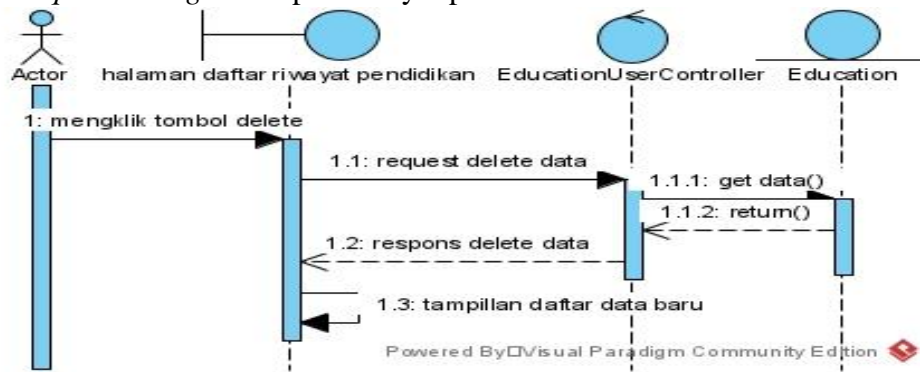 Actor
halaman daftar riwayat pendidikan
EducationUserController
Education
1: mengklik tombol delete
1.1: request delete data
1.1.1: get data()
1.1.2: return()
1.2: respons delete data
1.3: tampillan daftar data baru
Powered By Visual Paradigm Community Edition